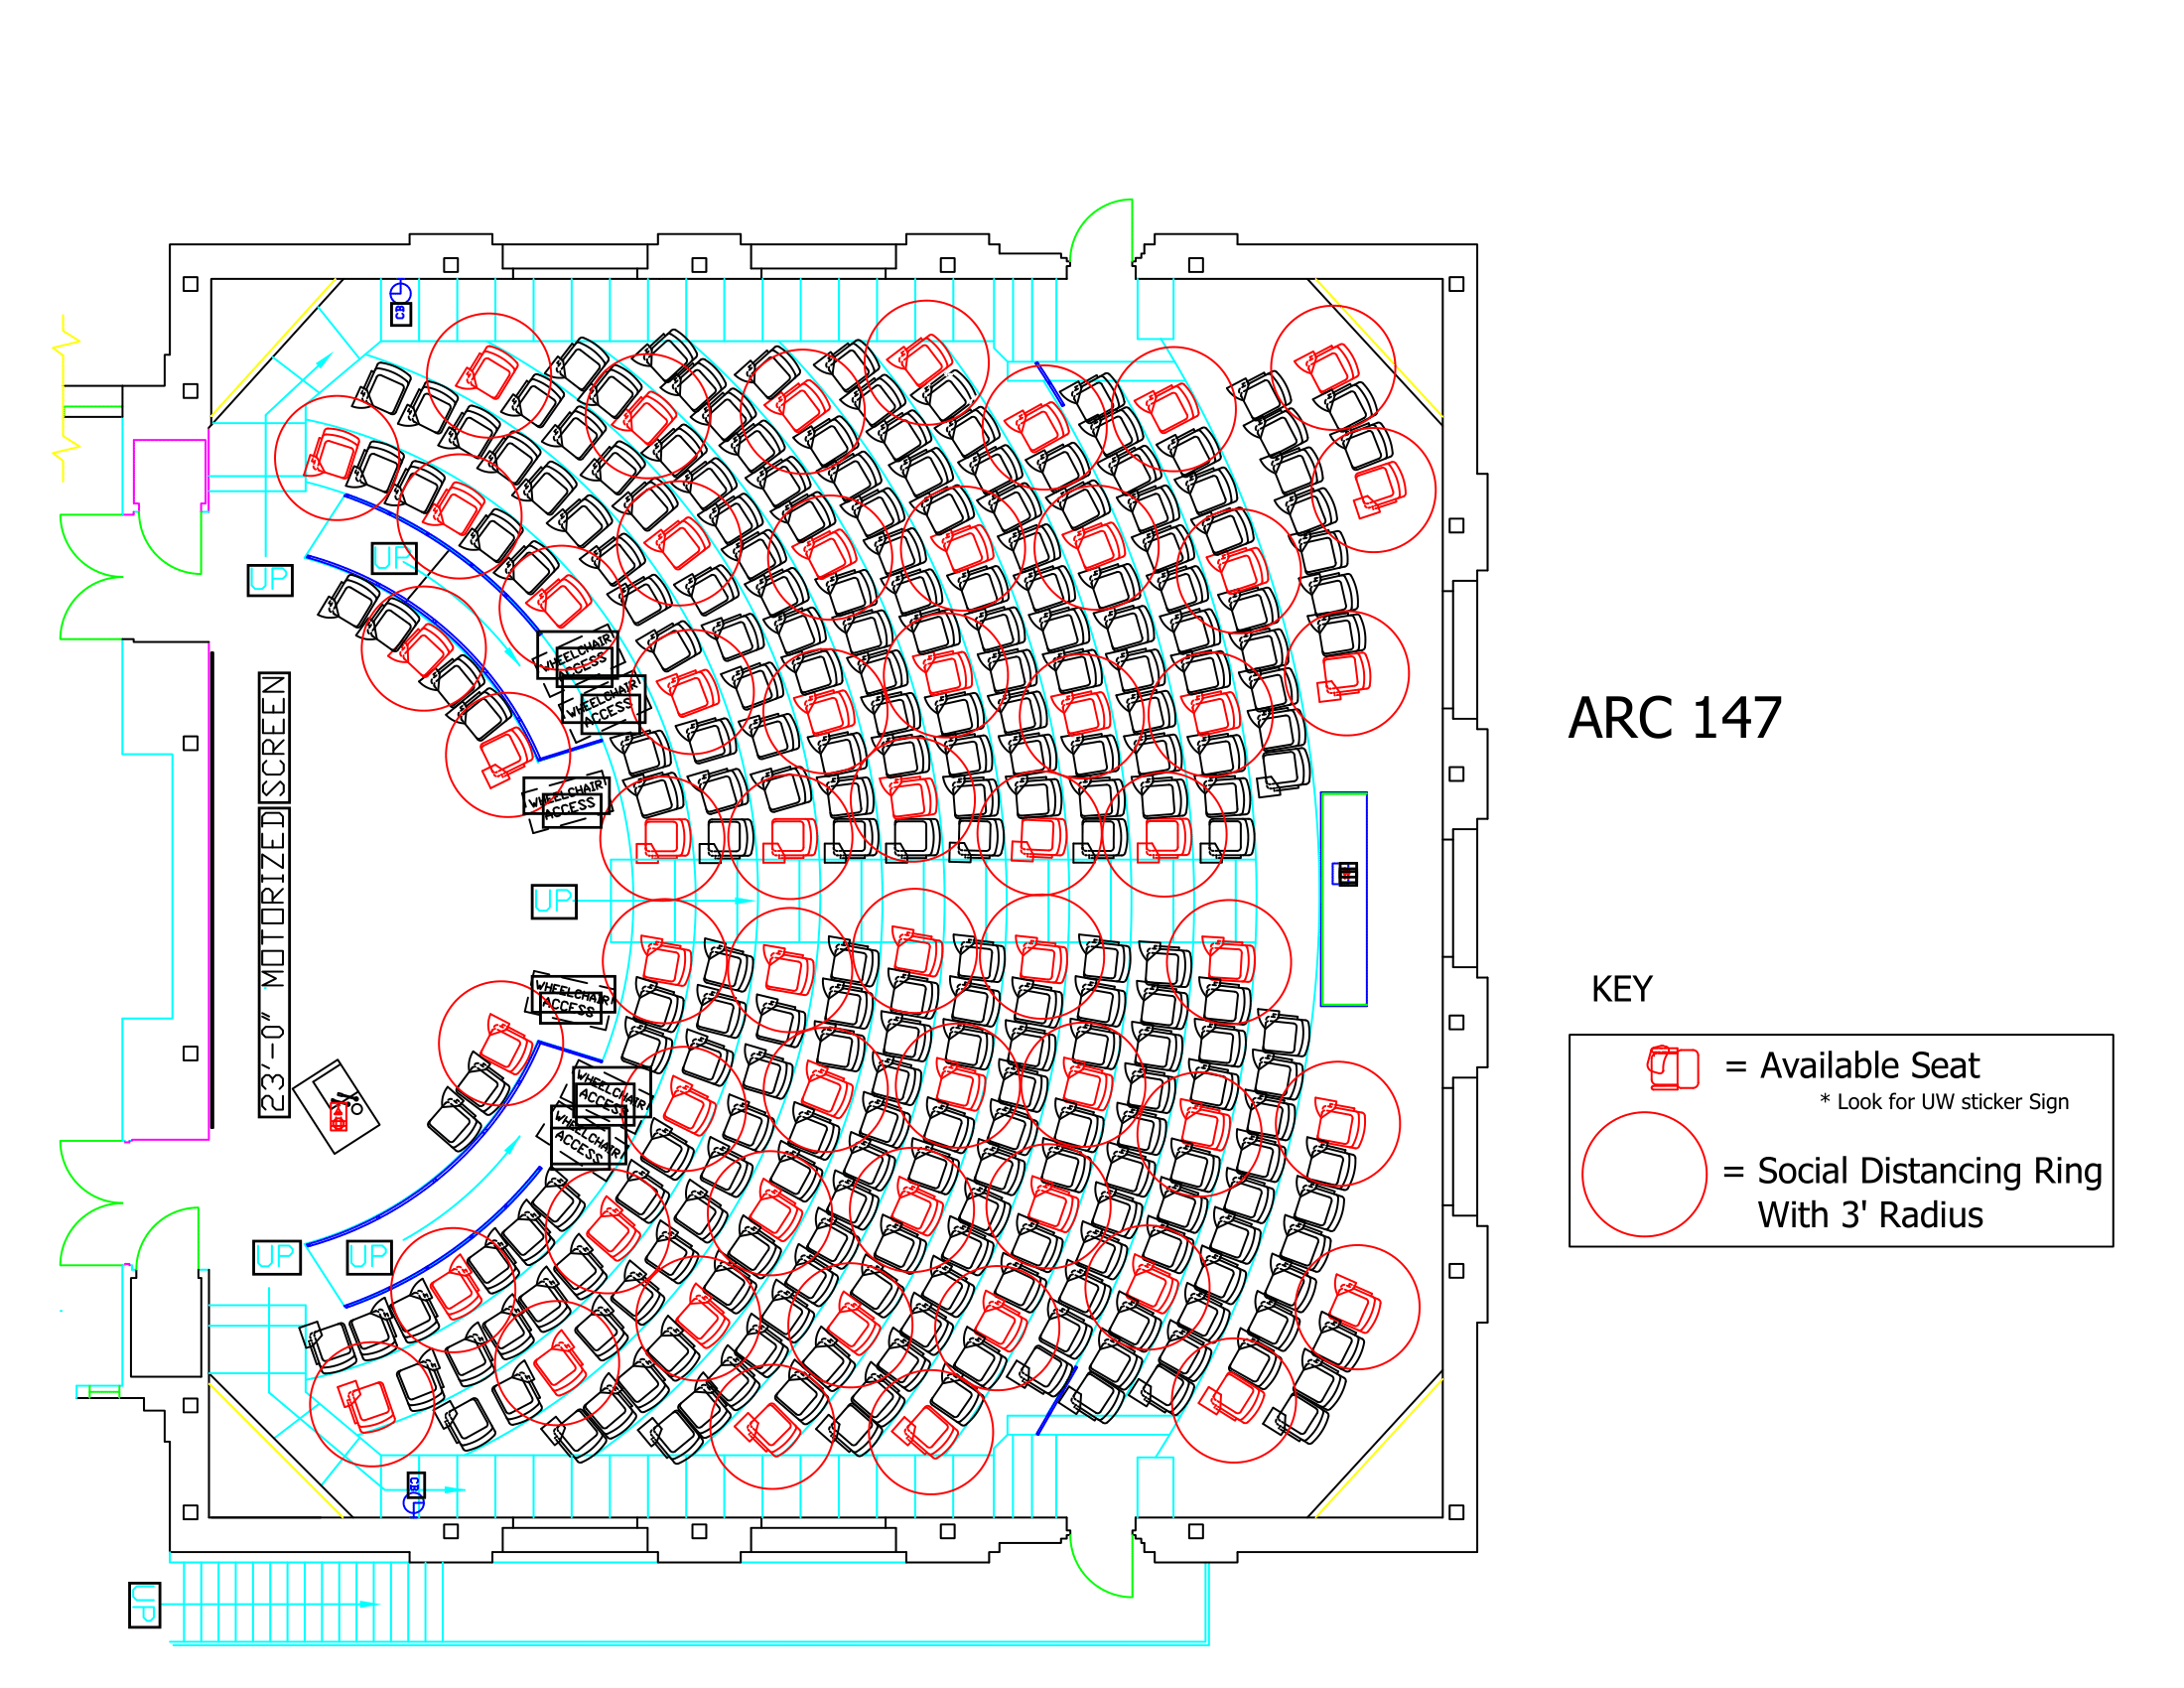 CB
UP
UP
WHEELCHAIR
ACCESS
WHEELCHAIR
ACCESS
23'-0" MOTORIZED SCREEN
ARC 147
WHEELCHAIR
ACCESS
UP
WHEELCHAIR
ACCESS
KEY
= Available Seat
* Look for UW sticker Sign
WHEELCHAIR
ACCESS
WHEELCHAIR
ACCESS
= Social Distancing Ring
With 3' Radius
UP
UP
CB
UP